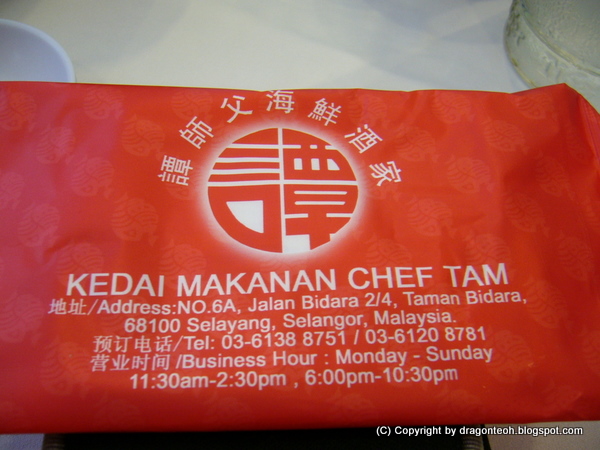 譚師父海鮮酒家
譚
KEDAI MAKANAN CHEF TAM
地址/Address:NO.6A, Jalan Bidara 2/4, Taman Bidara,
68100 Selayang, Selangor, Malaysia.
预订电话/Tel: 03-6138 8751 / 03-6120 8781
营业时间 /Business Hour : Monday - Sunday
11:30am-2:30pm , 6:00pm-10:30pm
(C) Copyright by dragonteoh.blogspot.com